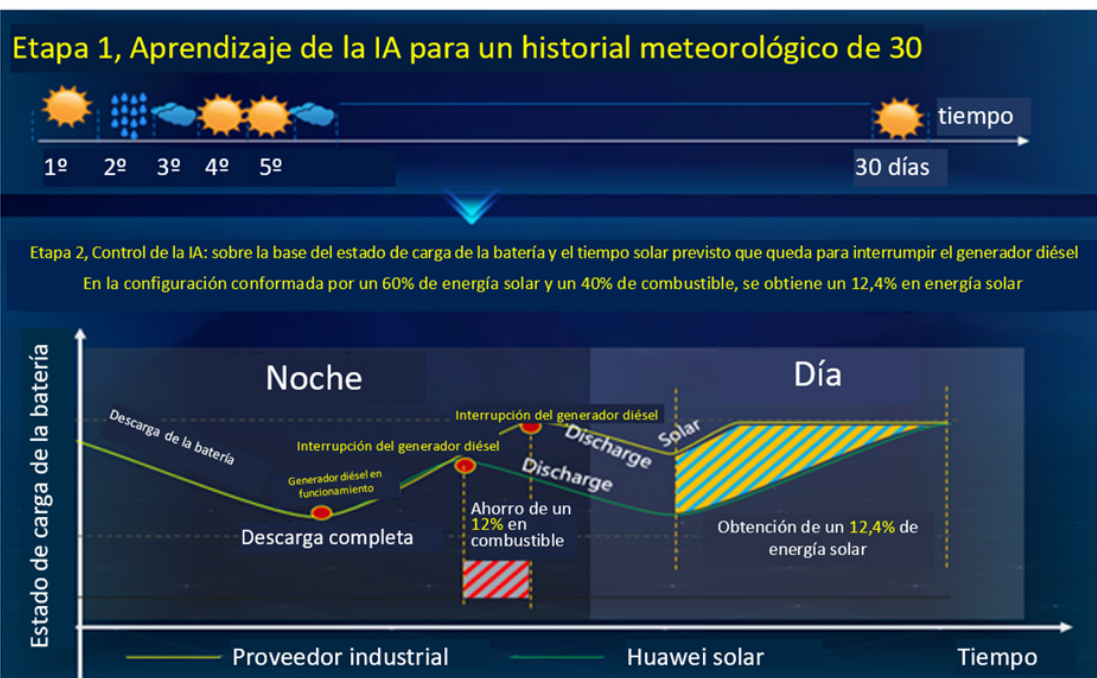 Etapa 1, Aprendizaje de la IA para un historial meteorológico de 30
tiempo
1º 2º 3º 4º 5º
30 días
Etapa 2, Control de la IA: sobre la base del estado de carga de la batería y el tiempo solar previsto que queda para interrumpir el generador diésel
En la configuración conformada por un 60% de energía solar y un 40% de combustible, se obtiene un 12,4% en energía solar
Estado de carga de la batería
Noche
Día
Descarga de la batería
Interrupción del generador diésel
Interrupción del generador diésel
Generador diésel en
funcionamiento
Descarga completa
Discharge
Discharge
Solar
Ahorro de un
12% en
combustible
Obtención de un 12,4% de
energía solar
Proveedor industrial
Huawei solar
Tiempo